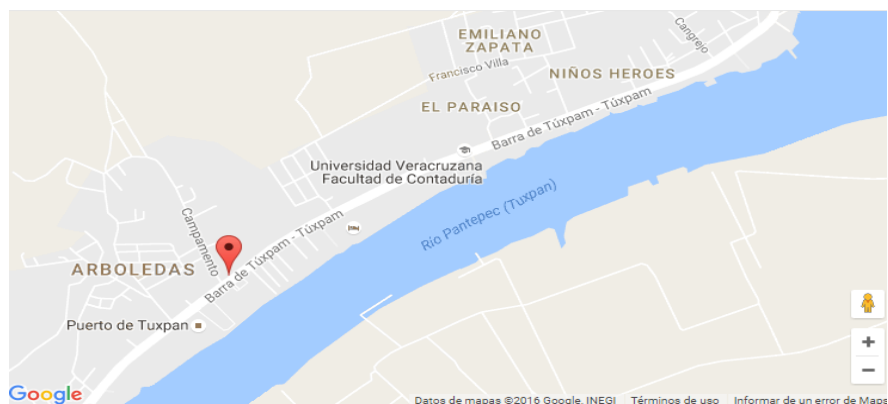 EMILIANO
ZAPATA
Cangrejo
Francisco Villa
NIÑOS HEROES
EL PARAISO
Barra de Túxpam - Túxpam
Universidad Veracruzana
Facultad de Contaduría
Río Pantepec (Tuxpan)
Campamento
Barra de Túxpam - Túxpam
ARBOLEDAS
Puerto de Tuxpan
Google
Datos de mapas ©2016 Google, INEGI Términos de uso Informar de un error de Maps